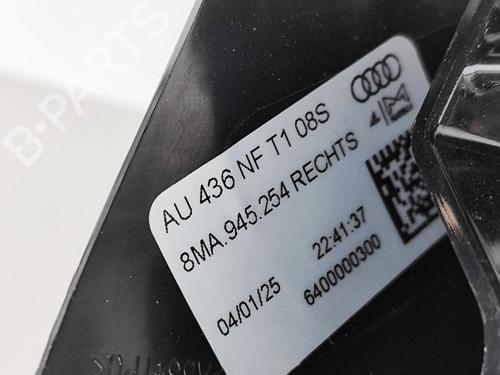 B-PARTS
AU 436 NF T1 08S
8MA.945.254 RECHTS
04/01/25
22:41:37
6400000300